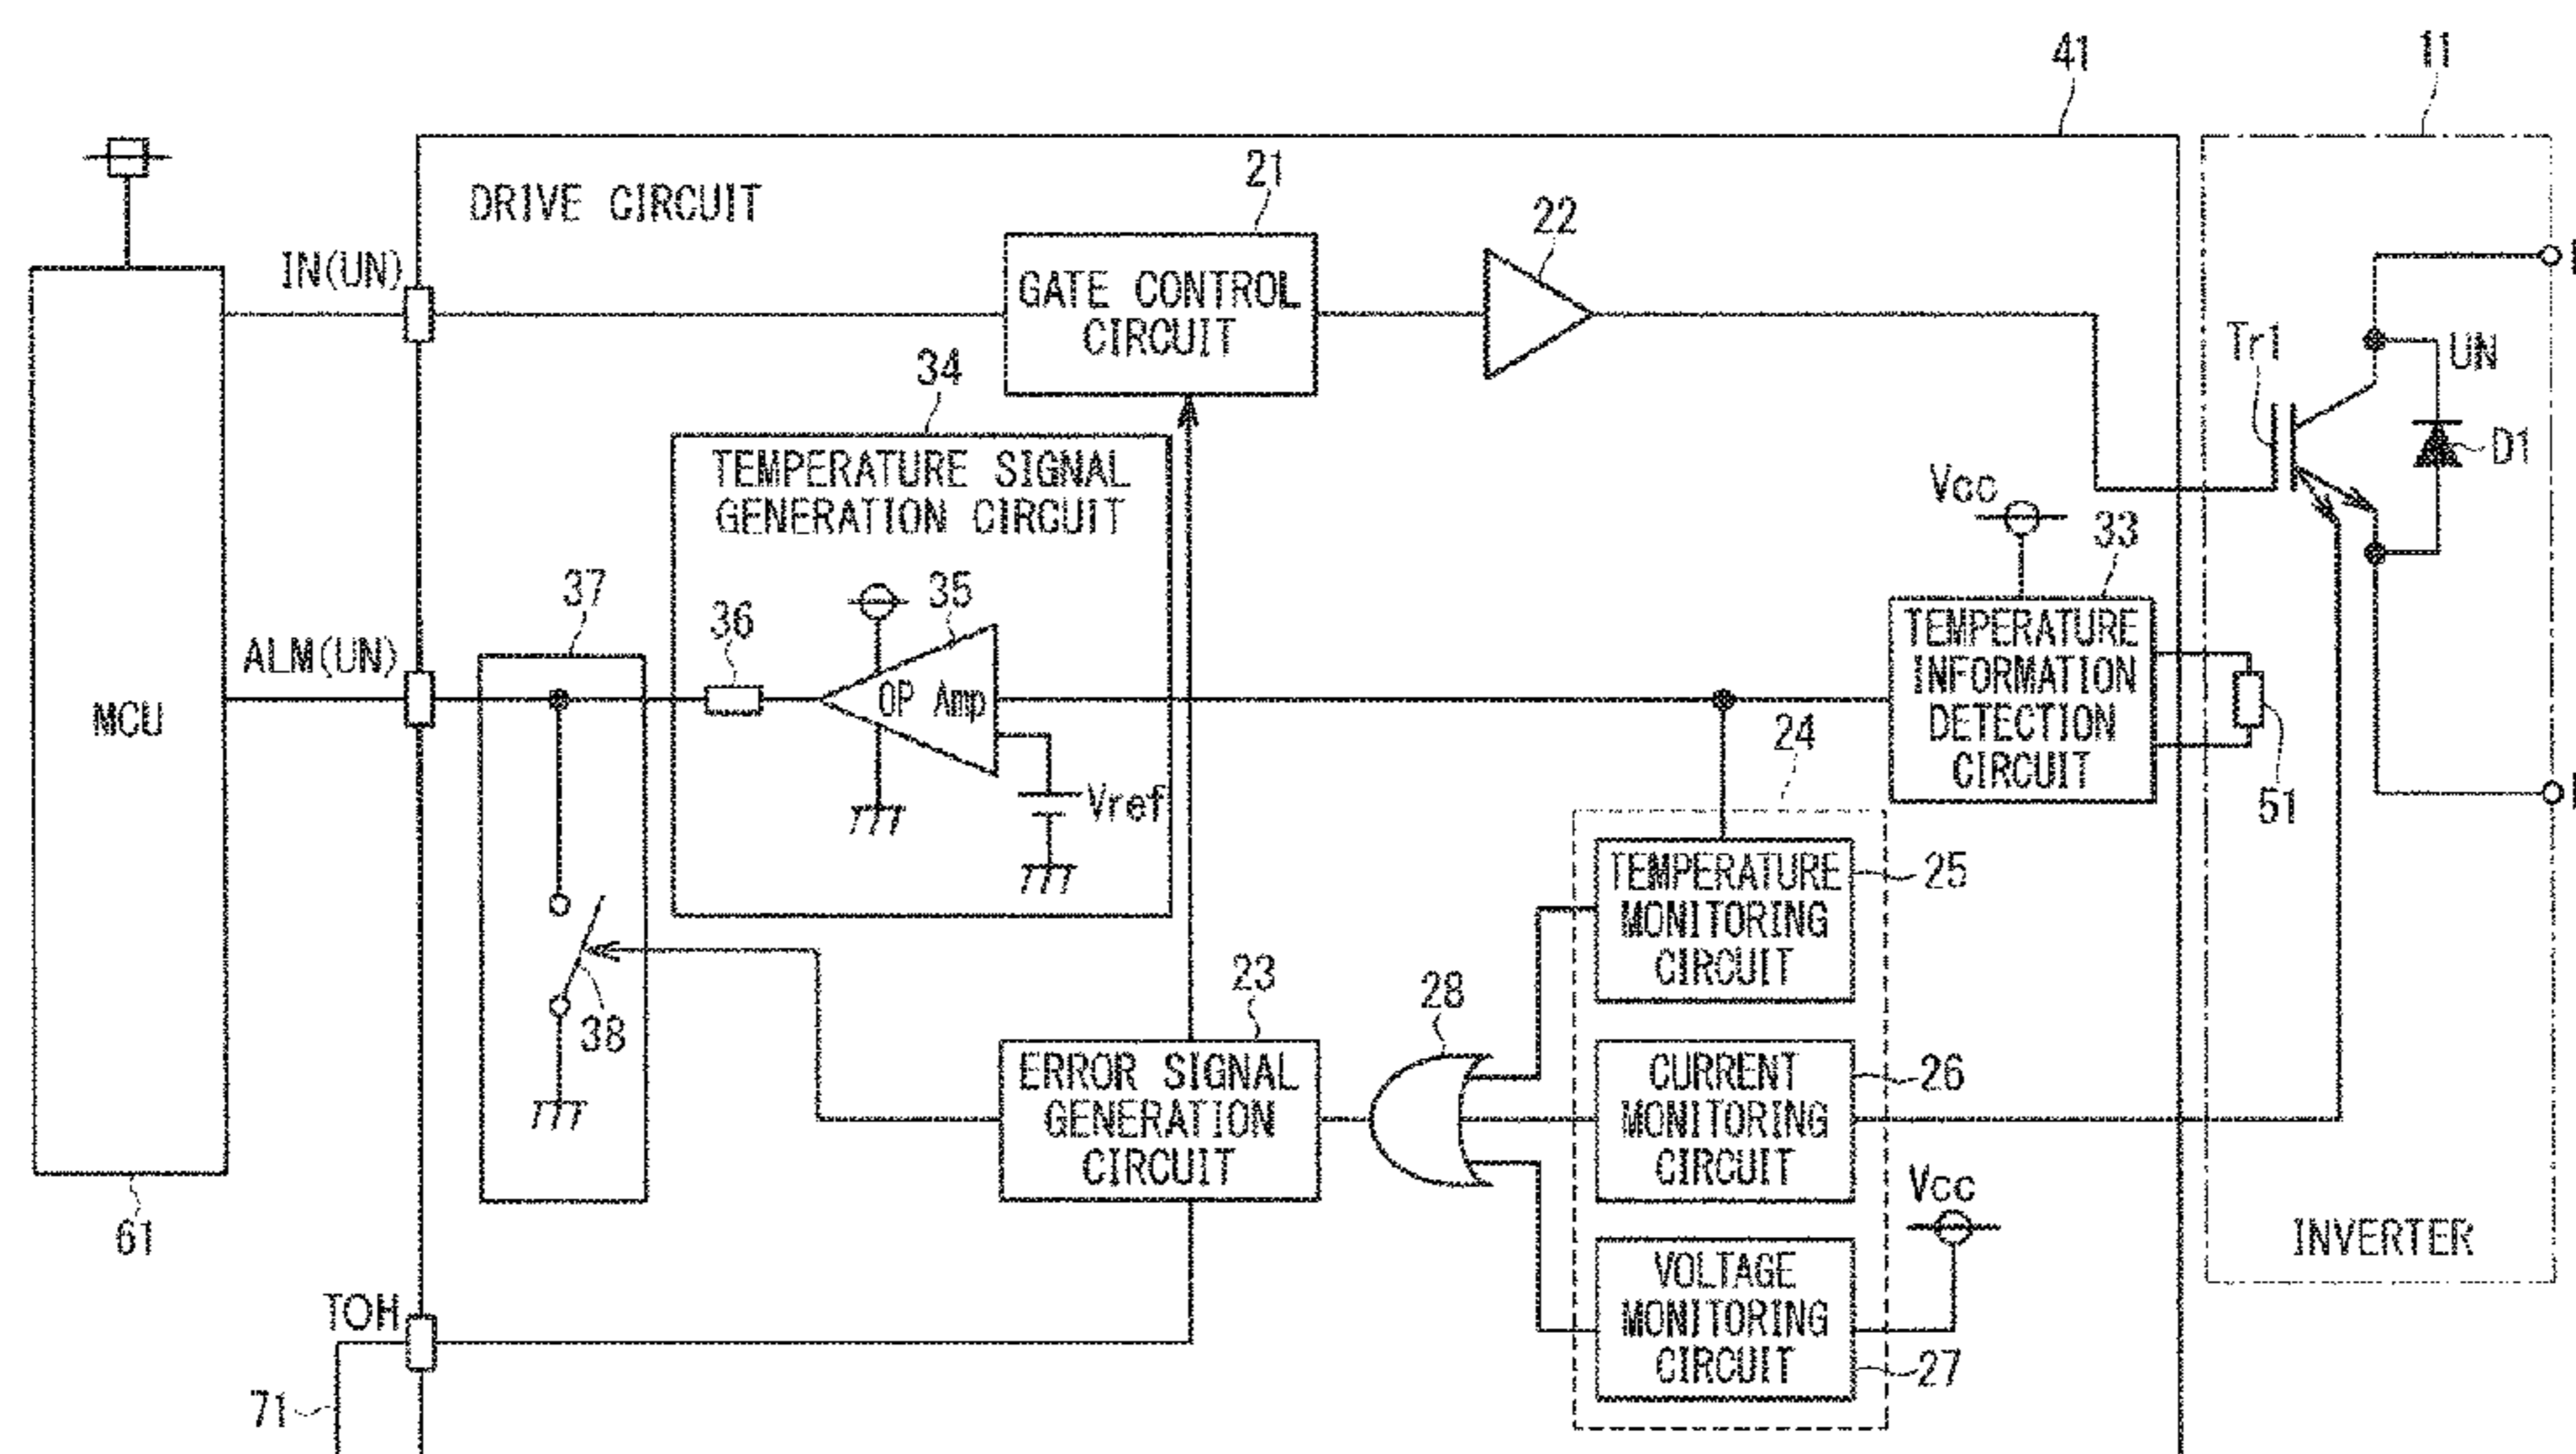 41
11
21
DRIVE CIRCUIT
22
IN(UN)
GATE CONTROL
CIRCUIT
Tr1
UN
34
D1
TEMPERATURE SIGNAL
GENERATION CIRCUIT
Vcc
33
37
36
35
TEMPERATURE
INFORMATION
DETECTION
CIRCUIT
ALM(UN)
OP Amp
MCU
24
51
Vref
TEMPERATURE
MONITORING
CIRCUIT
25
23
28
38
ERROR SIGNAL
GENERATION
CIRCUIT
CURRENT
MONITORING
CIRCUIT
26
61
Vcc
INVERTER
VOLTAGE
MONITORING
CIRCUIT
27
TOH
71